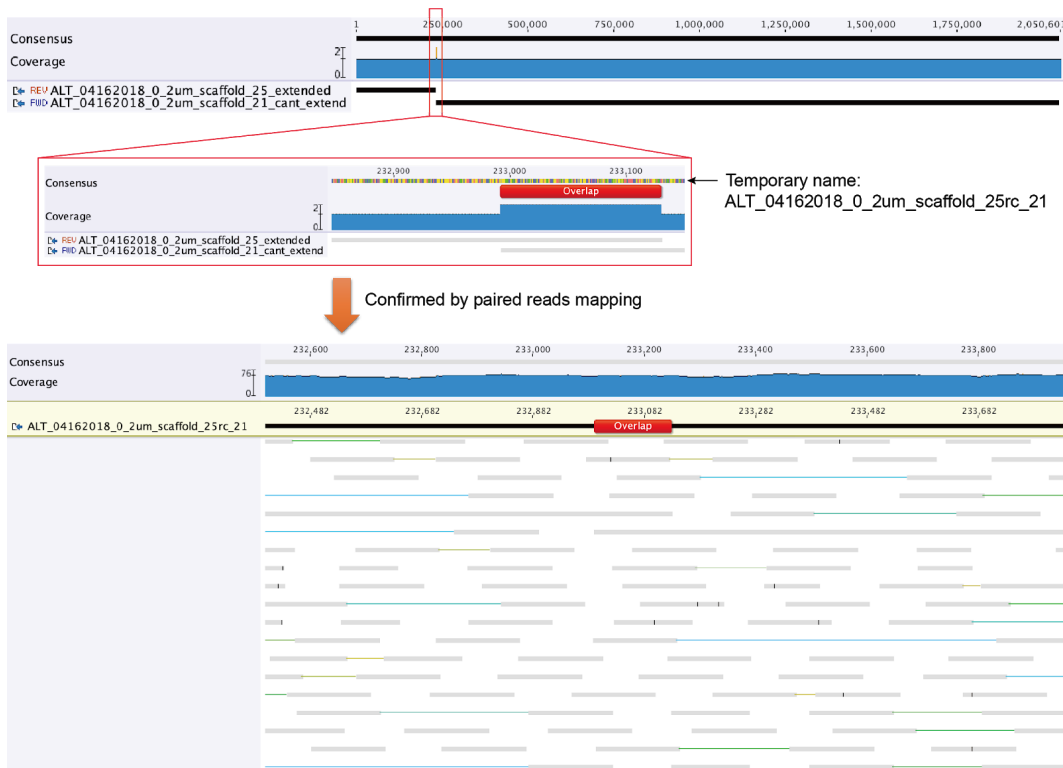 1 250,000 500,000 750,000 1,000,000 1,250,000 1,500,000 1,750,000 2,050,601
Consensus
2
Coverage
0
REV ALT_04162018_0_2um_scaffold_25_extended
FWD ALT_04162018_0_2um_scaffold_21_cant_extend
232,900 233,000 233,100
Consensus
Overlap
2
Coverage
0
REV ALT_04162018_0_2um_scaffold_25_extended
FWD ALT_04162018_0_2um_scaffold_21_cant_extend
Temporary name:
ALT_04162018_0_2um_scaffold_25rc_21
Confirmed by paired reads mapping
232,600 232,800 233,000 233,200 233,400 233,600 233,800
Consensus
76
Coverage
0
232,482 232,682 232,882 233,082 233,282 233,482 233,682
ALT_04162018_0_2um_scaffold_25rc_21
Overlap